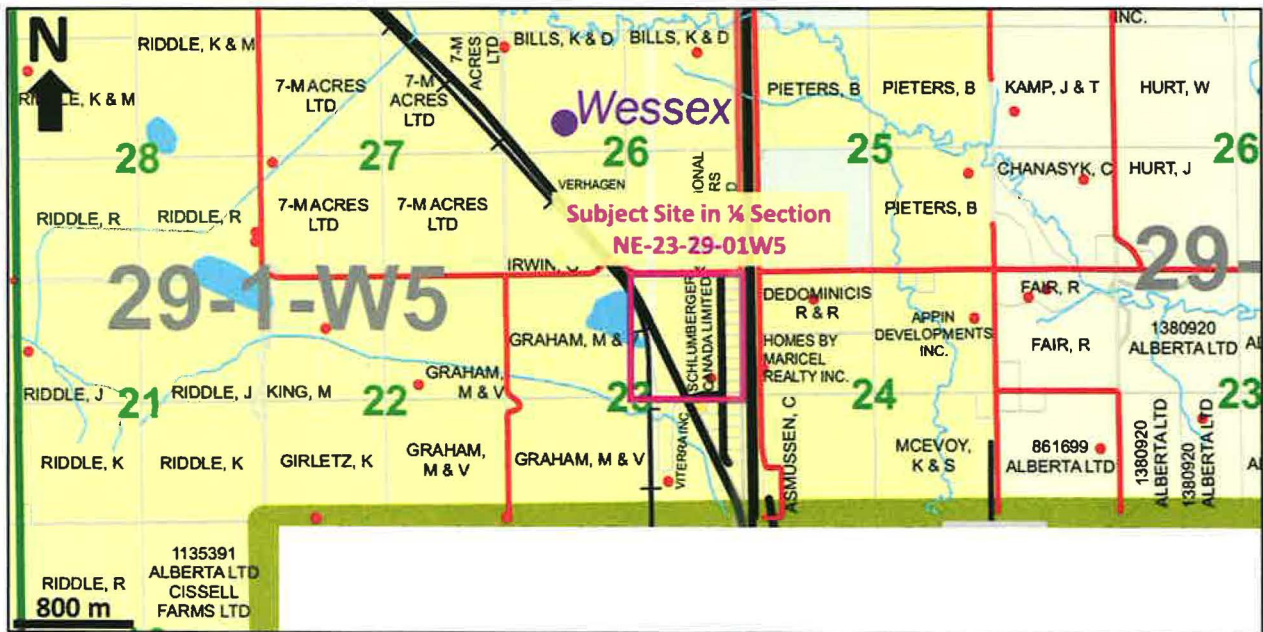 N
RIDDLE, K & M
7-M
ACRES
LTD
BILLS, K & D
BILLS, K & D
INC.
7-M ACRES
LTD
7-M
ACRES
LTD
PIETERS, B
PIETERS, B
KAMP, J & T
HURT, W
Wessex
28
27
26
25
26
CHANASYK, C
HURT, J
VERHAGEN
IONAL
RS
D
RIDDLE, R
RIDDLE, R
7-M ACRES
LTD
7-M ACRES
LTD
PIETERS, B
Subject Site in ¼ Section
NE-23-29-01W5
29-1-W5
29-
SCHLUMBERGER
CANADA LIMITED
DEDOMINICIS
R & R
FAIR, R
APPIN
DEVELOPMENTS
INC.
1380920
ALBERTA LTD
GRAHAM, M &
HOMES BY
MARICEL
REALTY INC.
FAIR, R
RIDDLE, J
21
RIDDLE, J
KING, M
22
GRAHAM,
M & V
24
23
RIDDLE, K
RIDDLE, K
GIRLETZ, K
GRAHAM,
M & V
GRAHAM, M & V
VITERRA INC.
ASMUSSEN, C
MCEVOY,
K & S
861699
ALBERTA LTD
1380920
ALBERTA LTD
1380920
ALBERTA LTD
RIDDLE, R
1135391
ALBERTA LTD
CISSELL
FARMS LTD
800 m